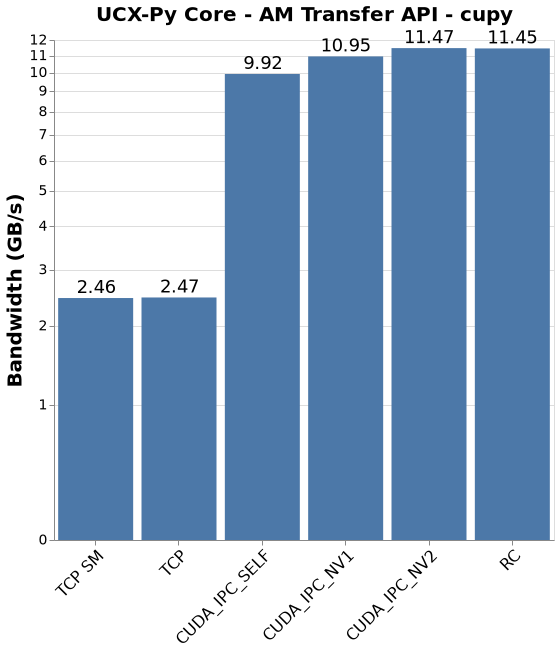 UCX-Py Core - AM Transfer API - cupy
Bandwidth (GB/s)
12
11
10
9
8
7
6
5
4
3
2
1
0
2.46
2.47
9.92
10.95
11.47
11.45
TCP SM
TCP
CUDA_IPC_SELF
CUDA_IPC_NV1
CUDA_IPC_NV2
RC